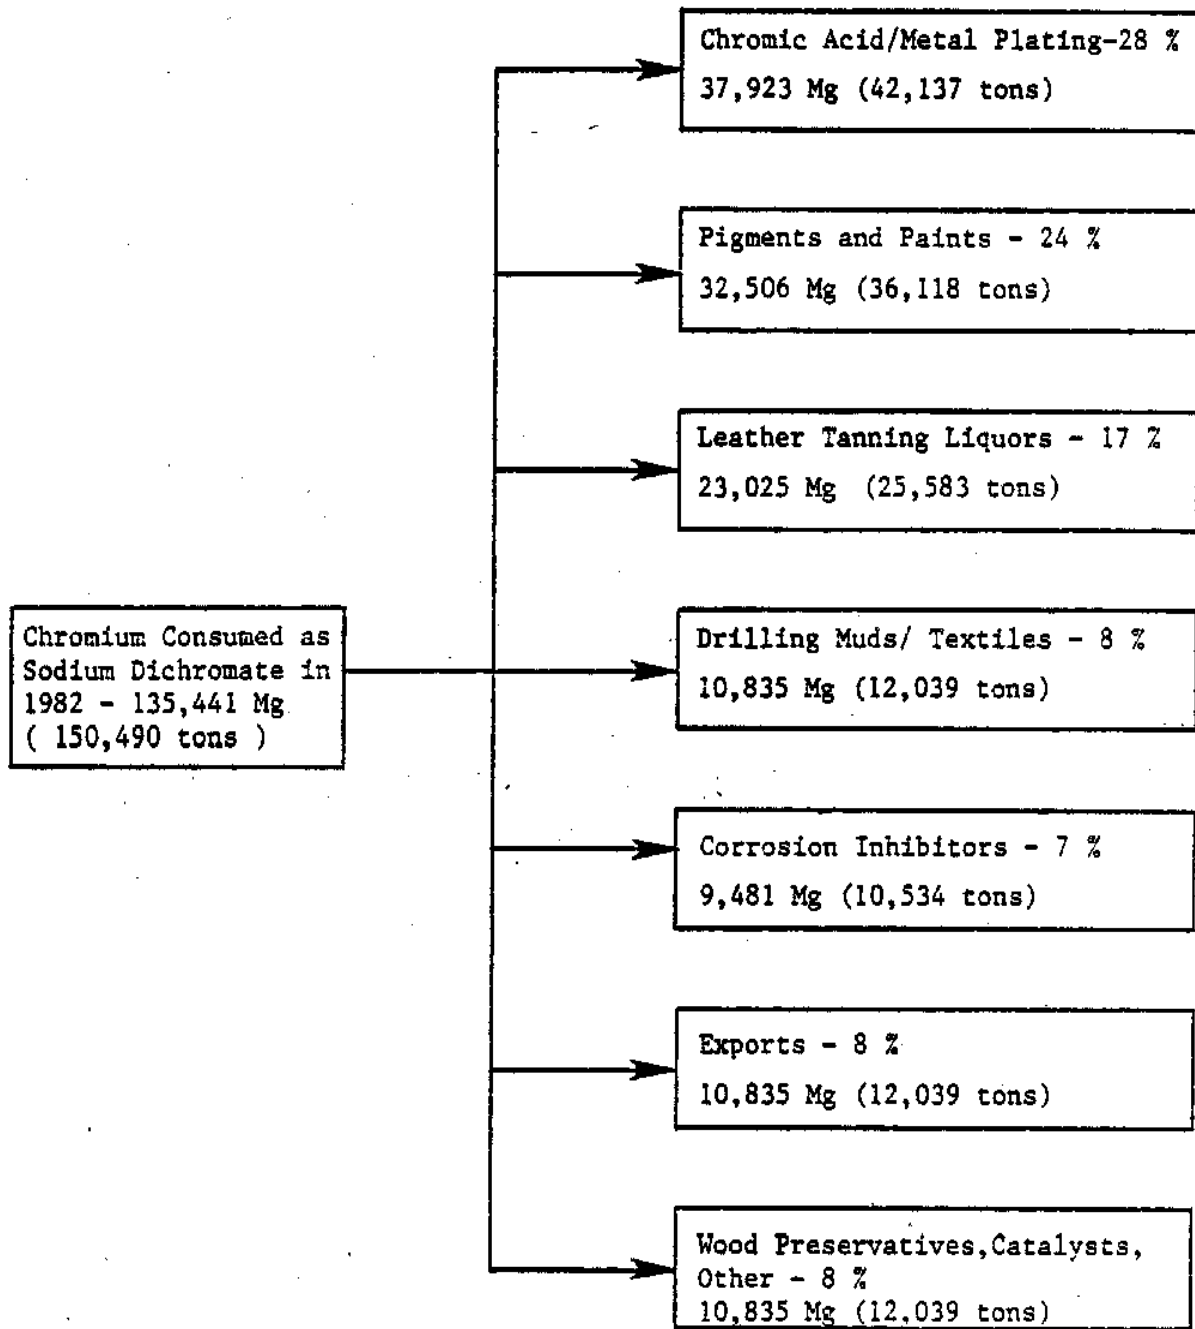 Chromic Acid/Metal Plating-28 %
37,923 Mg (42,137 tons)
Pigments and Paints - 24 %
32,506 Mg (36,118 tons)
Leather Tanning Liquors - 17 %
23,025 Mg (25,583 tons)
Chromium Consumed as
Sodium Dichromate in
1982 - 135,441 Mg
( 150,490 tons )
Drilling Muds/ Textiles - 8 %
10,835 Mg (12,039 tons)
Corrosion Inhibitors - 7 %
9,481 Mg (10,534 tons)
Exports - 8 %
10,835 Mg (12,039 tons)
Wood Preservatives,Catalysts,
Other - 8 %
10,835 Mg (12,039 tons)